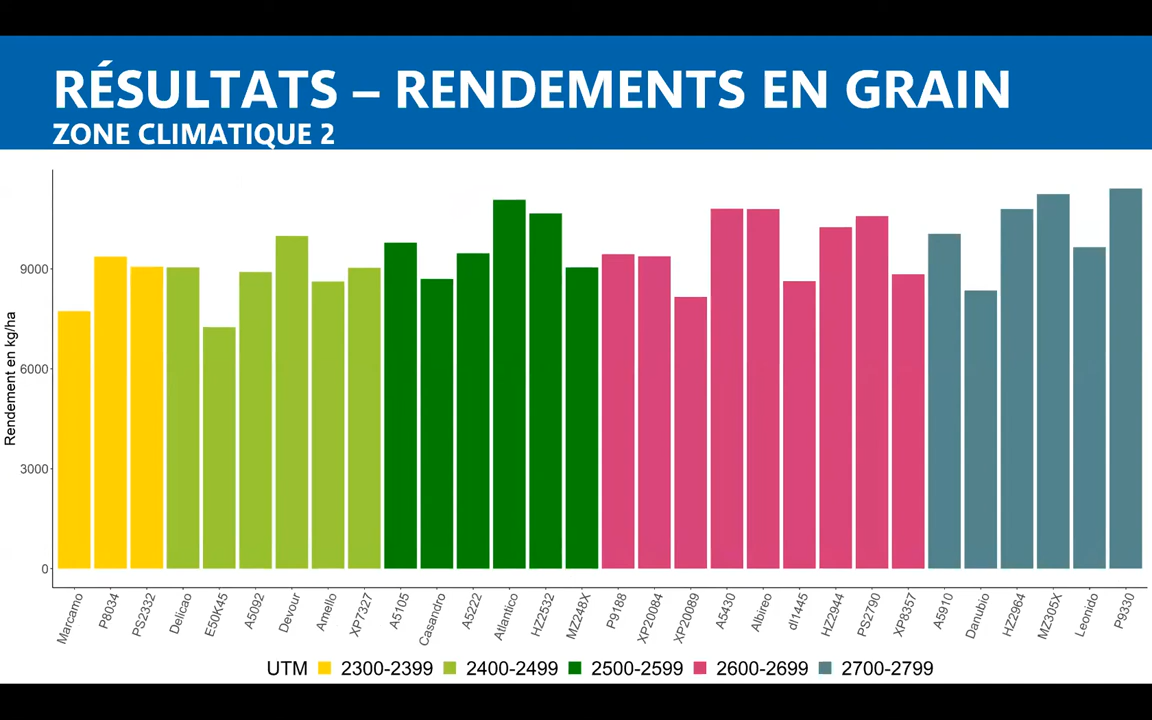 RÉSULTATS – RENDEMENTS EN GRAIN
ZONE CLIMATIQUE 2
Rendement en kg/ha
9000
6000
3000
0
Marcamo
P8034
PS2332
Delicao
E50K45
A5092
Devour
Amello
XP7327
A5105
Casandro
A5222
Atlantico
HZ2532
MZ248X
P9188
XP20084
XP20089
A5430
Albireo
dl1445
HZ2944
PS2790
XP8357
A5910
Danubio
HZ2964
MZ305X
Leonido
P9330
UTM 2300-2399 2400-2499 2500-2599 2600-2699 2700-2799